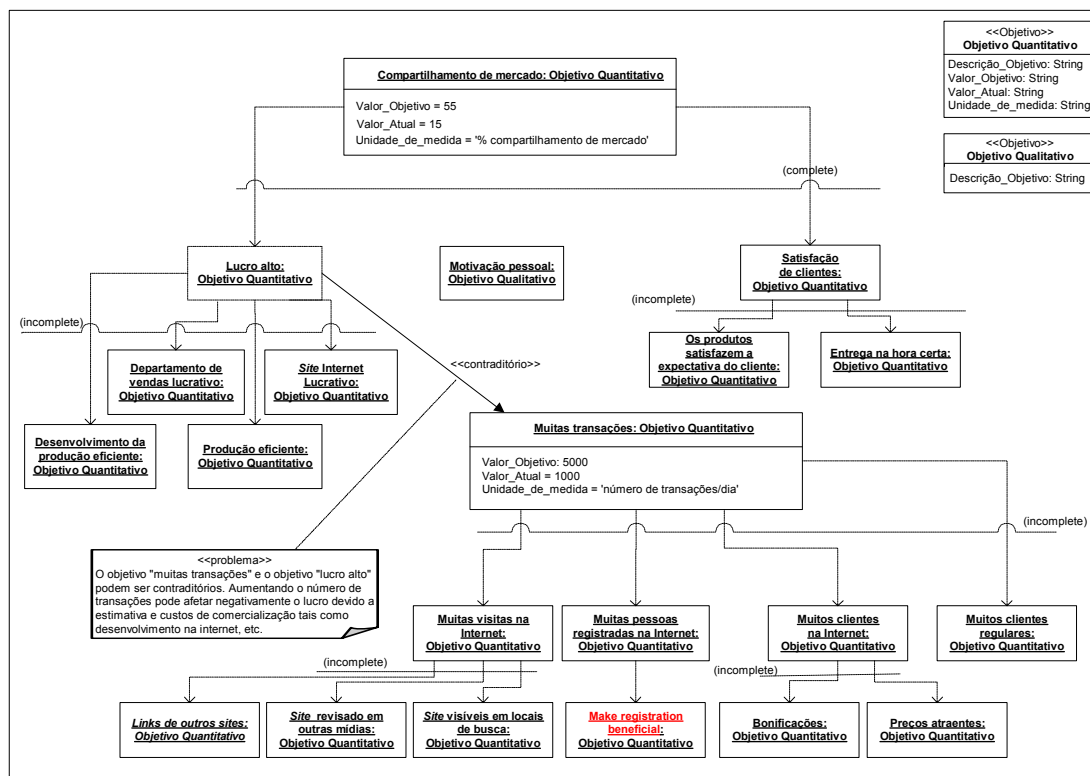 <<Objetivo>>
Objetivo Quantitativo
Descrição_Objetivo: String
Valor_Objetivo: String
Valor_Atual: String
Unidade_de_medida: String
<<Objetivo>>
Objetivo Qualitativo
Descrição_Objetivo: String
Compartilhamento de mercado: Objetivo Quantitativo
Valor_Objetivo = 55
Valor_Atual = 15
Unidade_de_medida = '% compartilhamento de mercado'
(complete)
Lucro alto:
Objetivo Quantitativo
Motivação pessoal:
Objetivo Qualitativo
Satisfação
de clientes:
Objetivo Quantitativo
(incomplete)
(incomplete)
Departamento de
vendas lucrativo:
Objetivo Quantitativo
Site Internet
Lucrativo:
Objetivo Quantitativo
<<contraditório>>
Os produtos
satisfazem a
expectativa do cliente:
Objetivo Quantitativo
Entrega na hora certa:
Objetivo Quantitativo
Desenvolvimento da
produção eficiente:
Objetivo Quantitativo
Produção eficiente:
Objetivo Quantitativo
Muitas transações: Objetivo Quantitativo
Valor_Objetivo: 5000
Valor_Atual = 1000
Unidade_de_medida = 'número de transações/dia'
(incomplete)
<<problema>>
O objetivo "muitas transações" e o objetivo "lucro alto"
podem ser contraditórios. Aumentando o número de
transações pode afetar negativamente o lucro devido a
estimativa e custos de comercialização tais como
desenvolvimento na internet, etc.
Muitas visitas na
Internet:
Objetivo Quantitativo
Muitas pessoas
registradas na Internet:
Objetivo Quantitativo
Muitos clientes
na Internet:
Objetivo Quantitativo
Muitos clientes
regulares:
Objetivo Quantitativo
(incomplete)
(incomplete)
Links de outros sites:
Objetivo Quantitativo
Site revisado em
outras mídias:
Objetivo Quantitativo
Site visíveis em locais
de busca:
Objetivo Quantitativo
Make registration
beneficial:
Objetivo Quantitativo
Bonificações:
Objetivo Quantitativo
Preços atraentes:
Objetivo Quantitativo